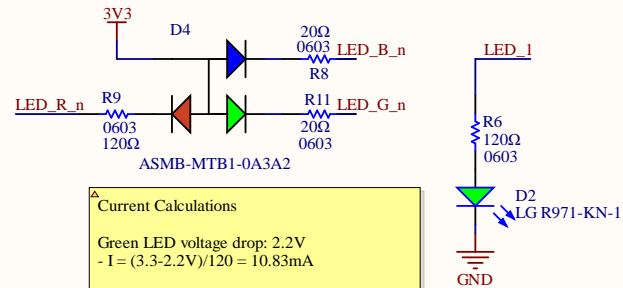 3V3
D4
20Ω
0603
LED_B_n
R8
LED_1
LED_R_n
R9
0603
120Ω
R11
LED_G_n
20Ω
0603
R6
120Ω
0603
ASMB-MTB1-0A3A2
D2
LG R971-KN-1
GND
Current Calculations
Green LED voltage drop: 2.2V
- I = (3.3-2.2V)/120 = 10.83mA